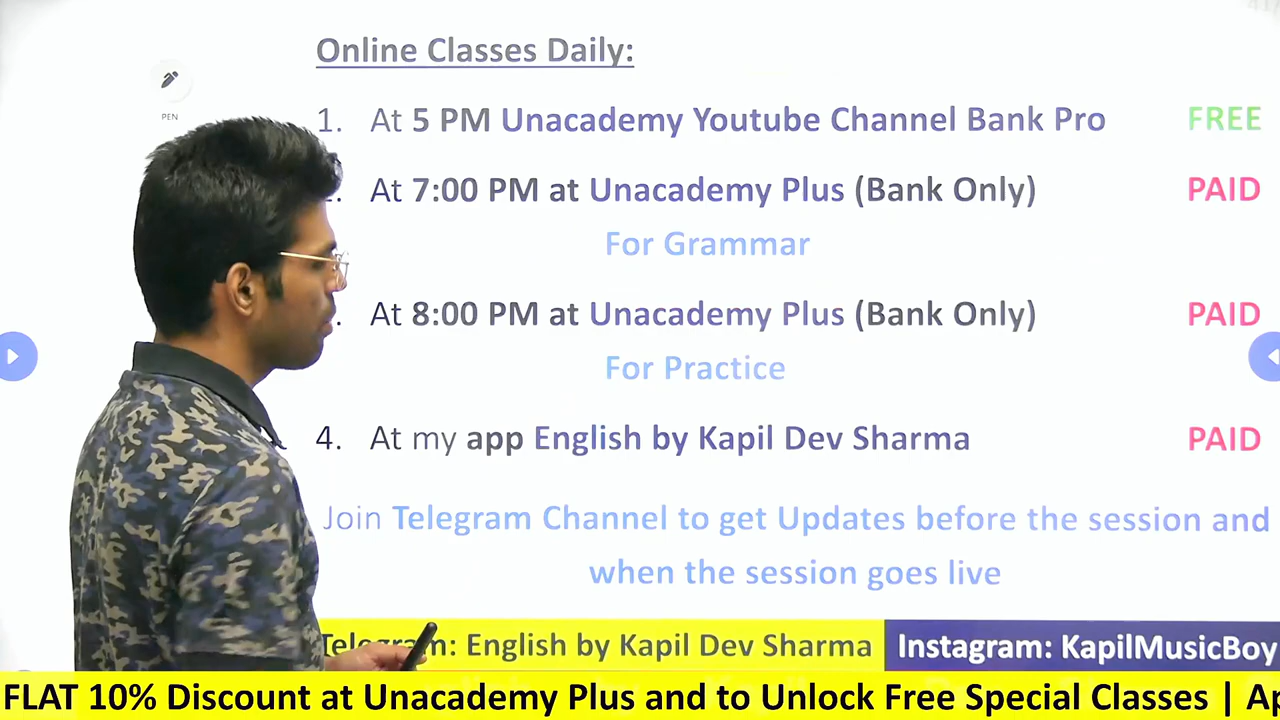 Online Classes Daily:
PEN
1. At 5 PM Unacademy Youtube Channel Bank Pro FREE
At 7:00 PM at Unacademy Plus (Bank Only) PAID
For Grammar
At 8:00 PM at Unacademy Plus (Bank Only) PAID
For Practice
4. At my app English by Kapil Dev Sharma PAID
Join Telegram Channel to get Updates before the session and
when the session goes live
Telegram: English by Kapil Dev Sharma Instagram: KapilMusicBoy
FLAT 10% Discount at Unacademy Plus and to Unlock Free Special Classes |